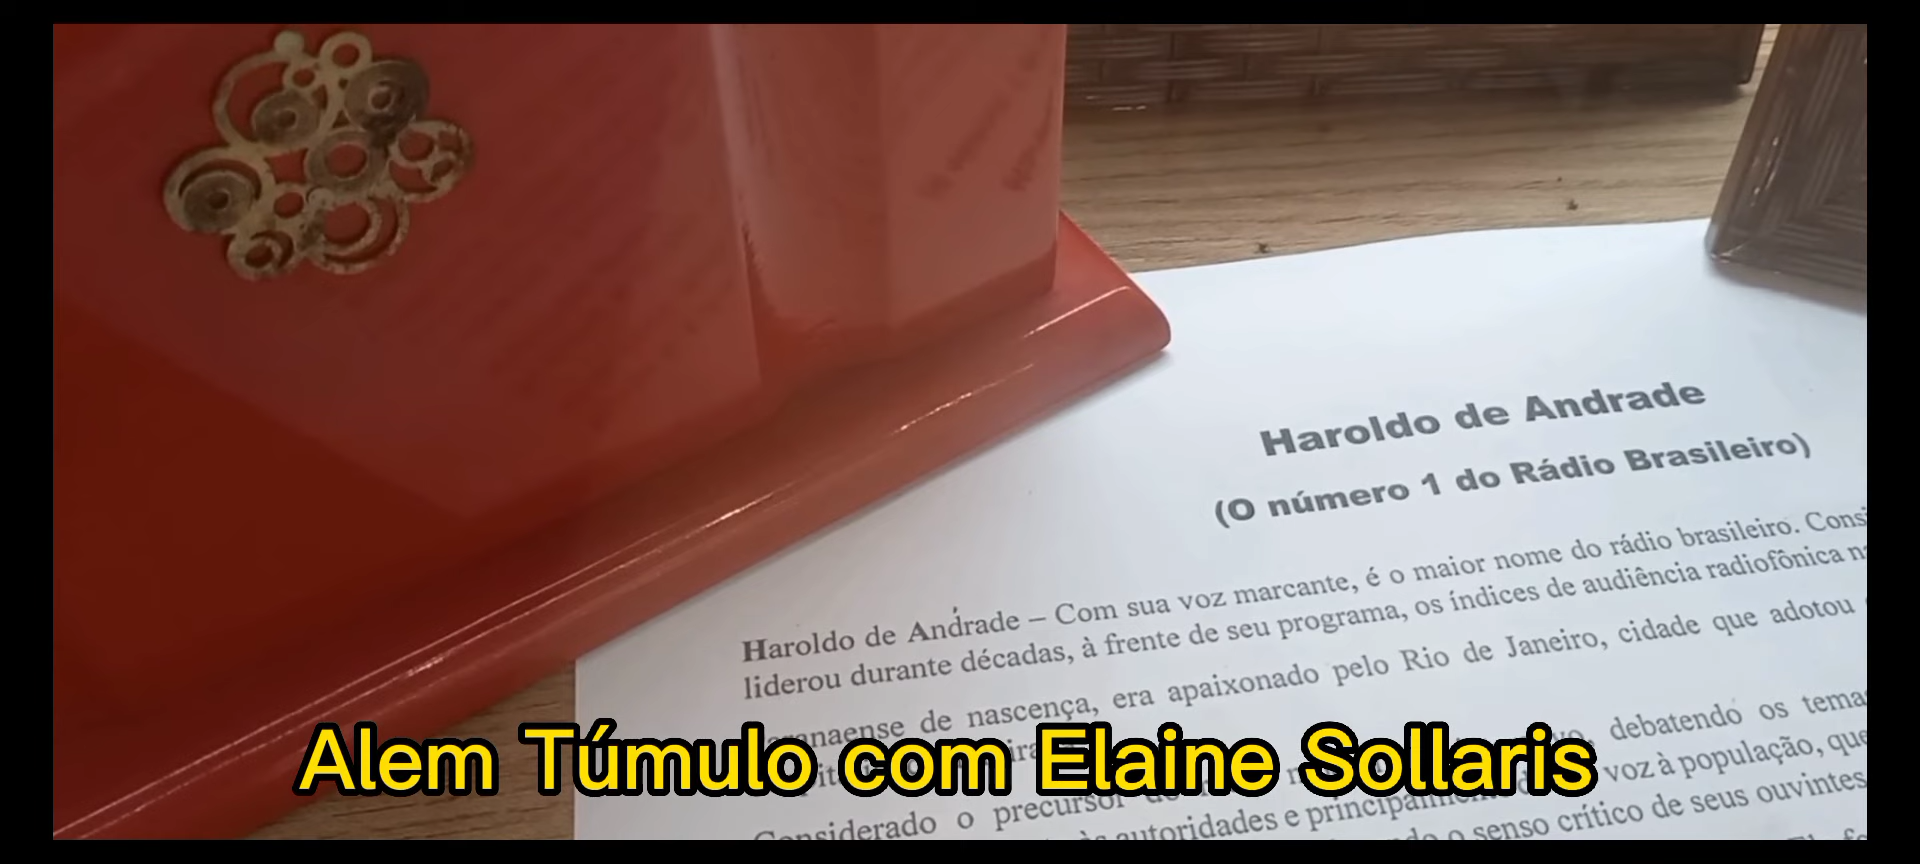 Haroldo de Andrade
(O número 1 do Rádio Brasileiro)
Haroldo de Andrade – Com sua voz marcante, é o maior nome do rádio brasileiro. Consi
liderou durante décadas, à frente de seu programa, os índices de audiência radiofônica n
anaense de nascença, era apaixonado pelo Rio de Janeiro, cidade que adotou
debatendo os tema
Considerado o precursor voz à população, que
autoridades e principalmente o senso crítico de seus ouvintes
Alem Túmulo com Elaine Sollaris